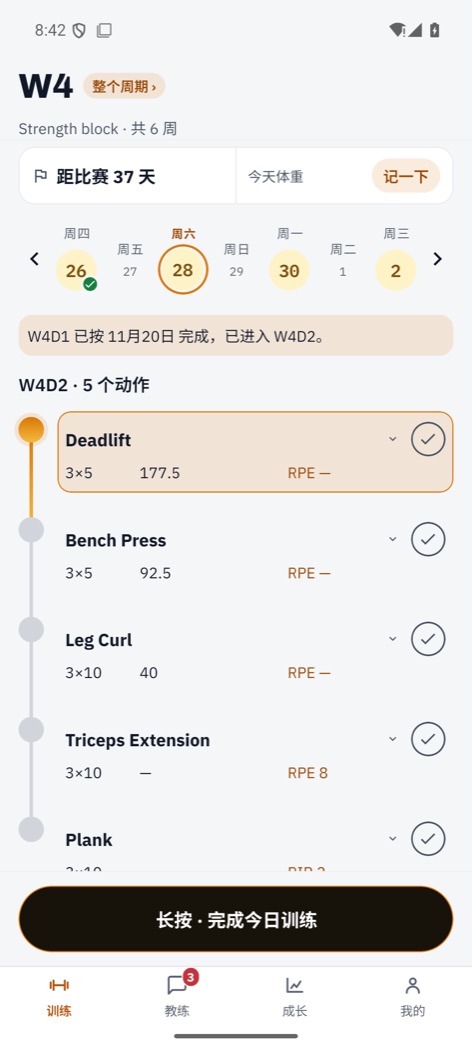 8:42
W4 整个周期 ›
Strength block · 共 6 周
距比赛 37 天 今天体重 记一下
周四 周五 周六 周日 周一 周二 周三
26 27 28 29 30 1 2
W4D1 已按 11月20日 完成，已进入 W4D2。
W4D2 · 5 个动作
Deadlift
3×5 177.5 RPE —
Bench Press
3×5 92.5 RPE —
Leg Curl
3×10 40 RPE —
Triceps Extension
3×10 — RPE 8
Plank
长按 · 完成今日训练
3
训练 教练 成长 我的